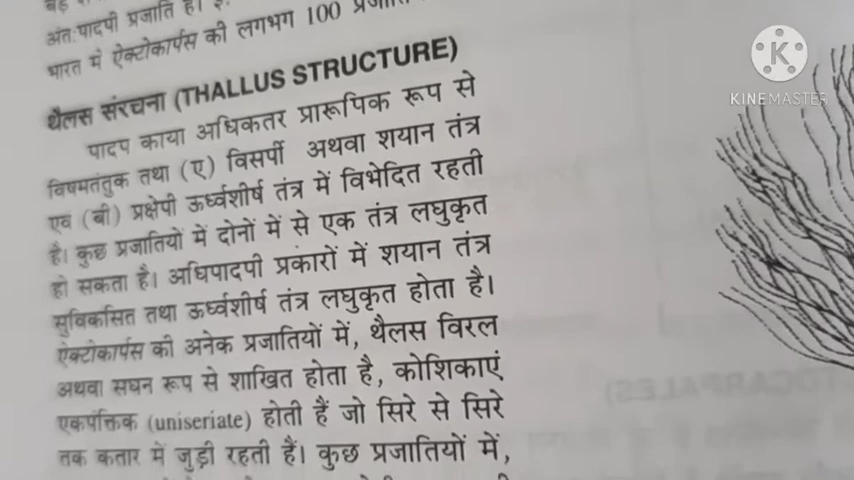 अंत:पादपी प्रजाति है।
भारत में ऐक्टोकार्पस की लगभग 100
थैलस संरचना (THALLUS STRUCTURE)
पादप काया अधिकतर प्रारूपिक रूप से
विषमतंतुक तथा (ए) विसर्पी अथवा शयान तंत्र
एवं (बी) प्रक्षेपी ऊर्ध्वशीर्ष तंत्र में विभेदित रहती
है। कुछ प्रजातियों में दोनों में से एक तंत्र लघुकृत
हो सकता है। अधिपादपी प्रकारों में शयान तंत्र
सुविकसित तथा ऊर्ध्वशीर्ष तंत्र लघुकृत होता है।
ऐक्टोकार्पस की अनेक प्रजातियों में, थैलस विरल
अथवा सघन रूप से शाखित होता है, कोशिकाएं
एकपंक्तिक (uniseriate) होती हैं जो सिरे से सिरे
तक कतार में जुड़ी रहती हैं। कुछ प्रजातियों में,
KINEMASTER